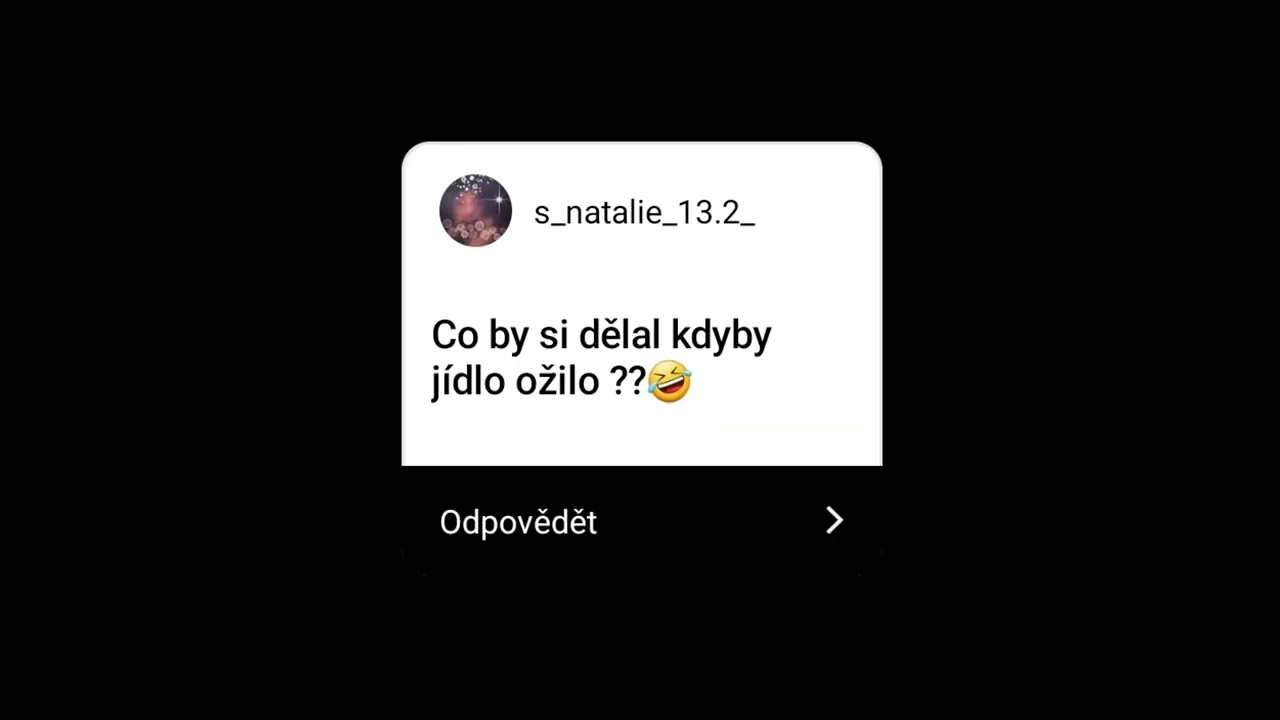 s_natalie_13.2_
Co by si dělal kdyby
jídlo ožilo ??🤣
Odpovědět